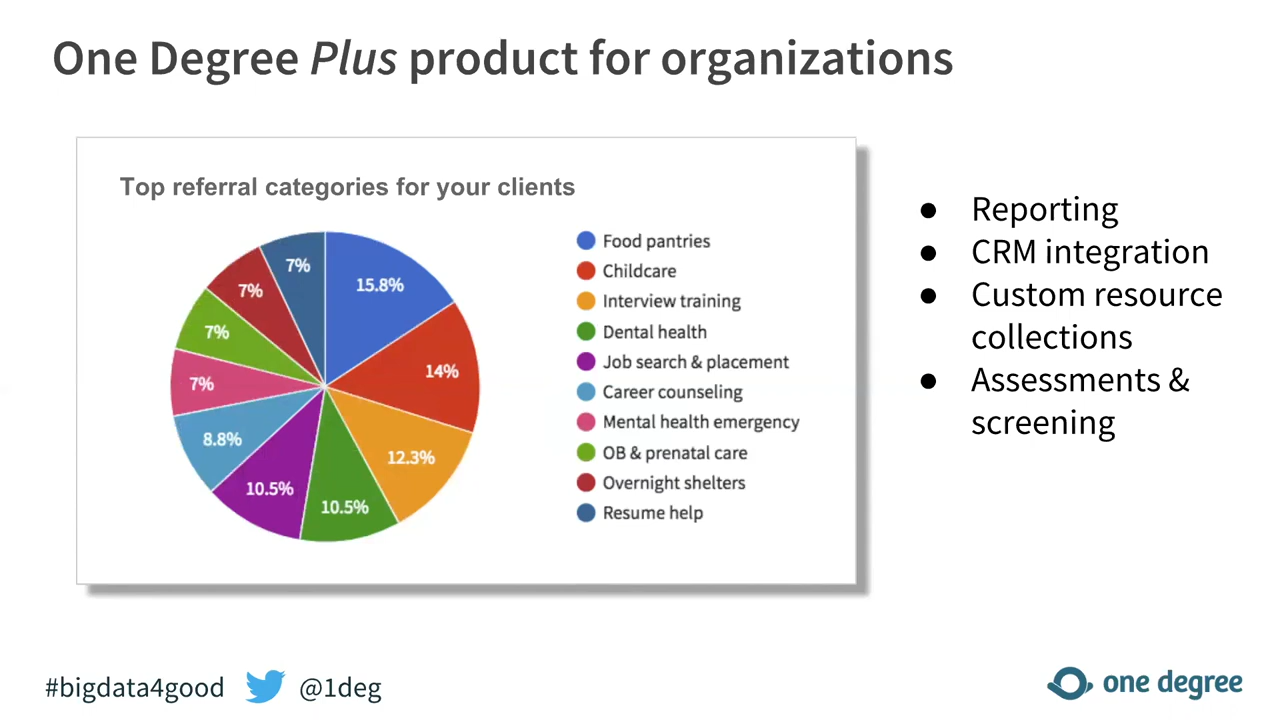 One Degree Plus product for organizations
Top referral categories for your clients
15.8%
14%
12.3%
10.5%
10.5%
8.8%
7%
7%
7%
7%
Food pantries
Childcare
Interview training
Dental health
Job search & placement
Career counseling
Mental health emergency
OB & prenatal care
Overnight shelters
Resume help
● Reporting
● CRM integration
● Custom resource
collections
● Assessments &
screening
#bigdata4good @1deg
one degree